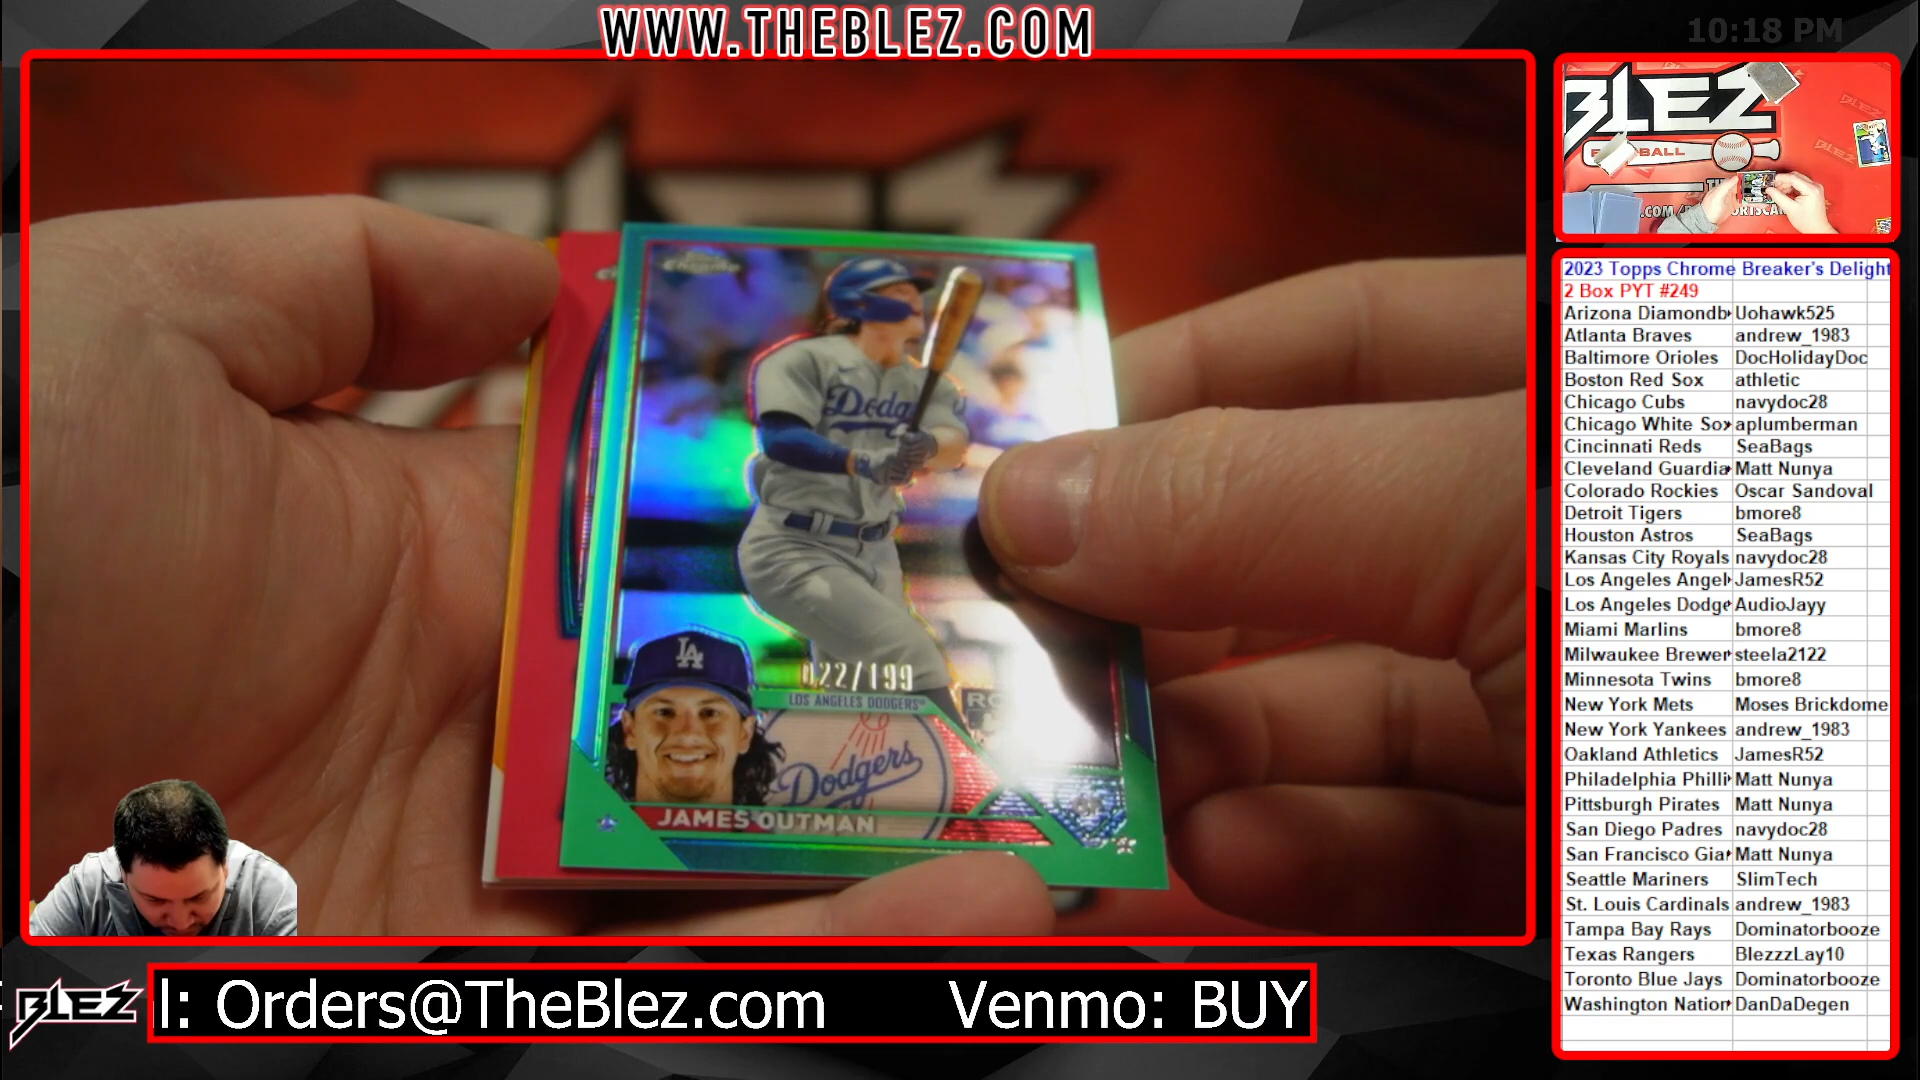 WWW.THEBLEZ.COM
10:18 PM
Chrome
Dodg
022/199
LOS ANGELES DODGERS
RC
LA
Dodgers
JAMES OUTMAN
BLEZ
BALL
2023 Topps Chrome Breaker's Delight
2 Box PYT #249
Arizona Diamondb Uohawk525
Atlanta Braves andrew_1983
Baltimore Orioles DocHolidayDoc
Boston Red Sox athletic
Chicago Cubs navydoc28
Chicago White Sox aplumberman
Cincinnati Reds SeaBags
Cleveland Guardia Matt Nunya
Colorado Rockies Oscar Sandoval
Detroit Tigers bmore8
Houston Astros SeaBags
Kansas City Royals navydoc28
Los Angeles Angel JamesR52
Los Angeles Dodge AudioJayy
Miami Marlins bmore8
Milwaukee Brewer steela2122
Minnesota Twins bmore8
New York Mets Moses Brickdome
New York Yankees andrew_1983
Oakland Athletics JamesR52
Philadelphia Philli Matt Nunya
Pittsburgh Pirates Matt Nunya
San Diego Padres navydoc28
San Francisco Gia Matt Nunya
Seattle Mariners SlimTech
St. Louis Cardinals andrew_1983
Tampa Bay Rays Dominatorbooze
Texas Rangers BlezzzLay10
Toronto Blue Jays Dominatorbooze
Washington Nation DanDaDegen
BLEZ
l: Orders@TheBlez.com Venmo: BUY